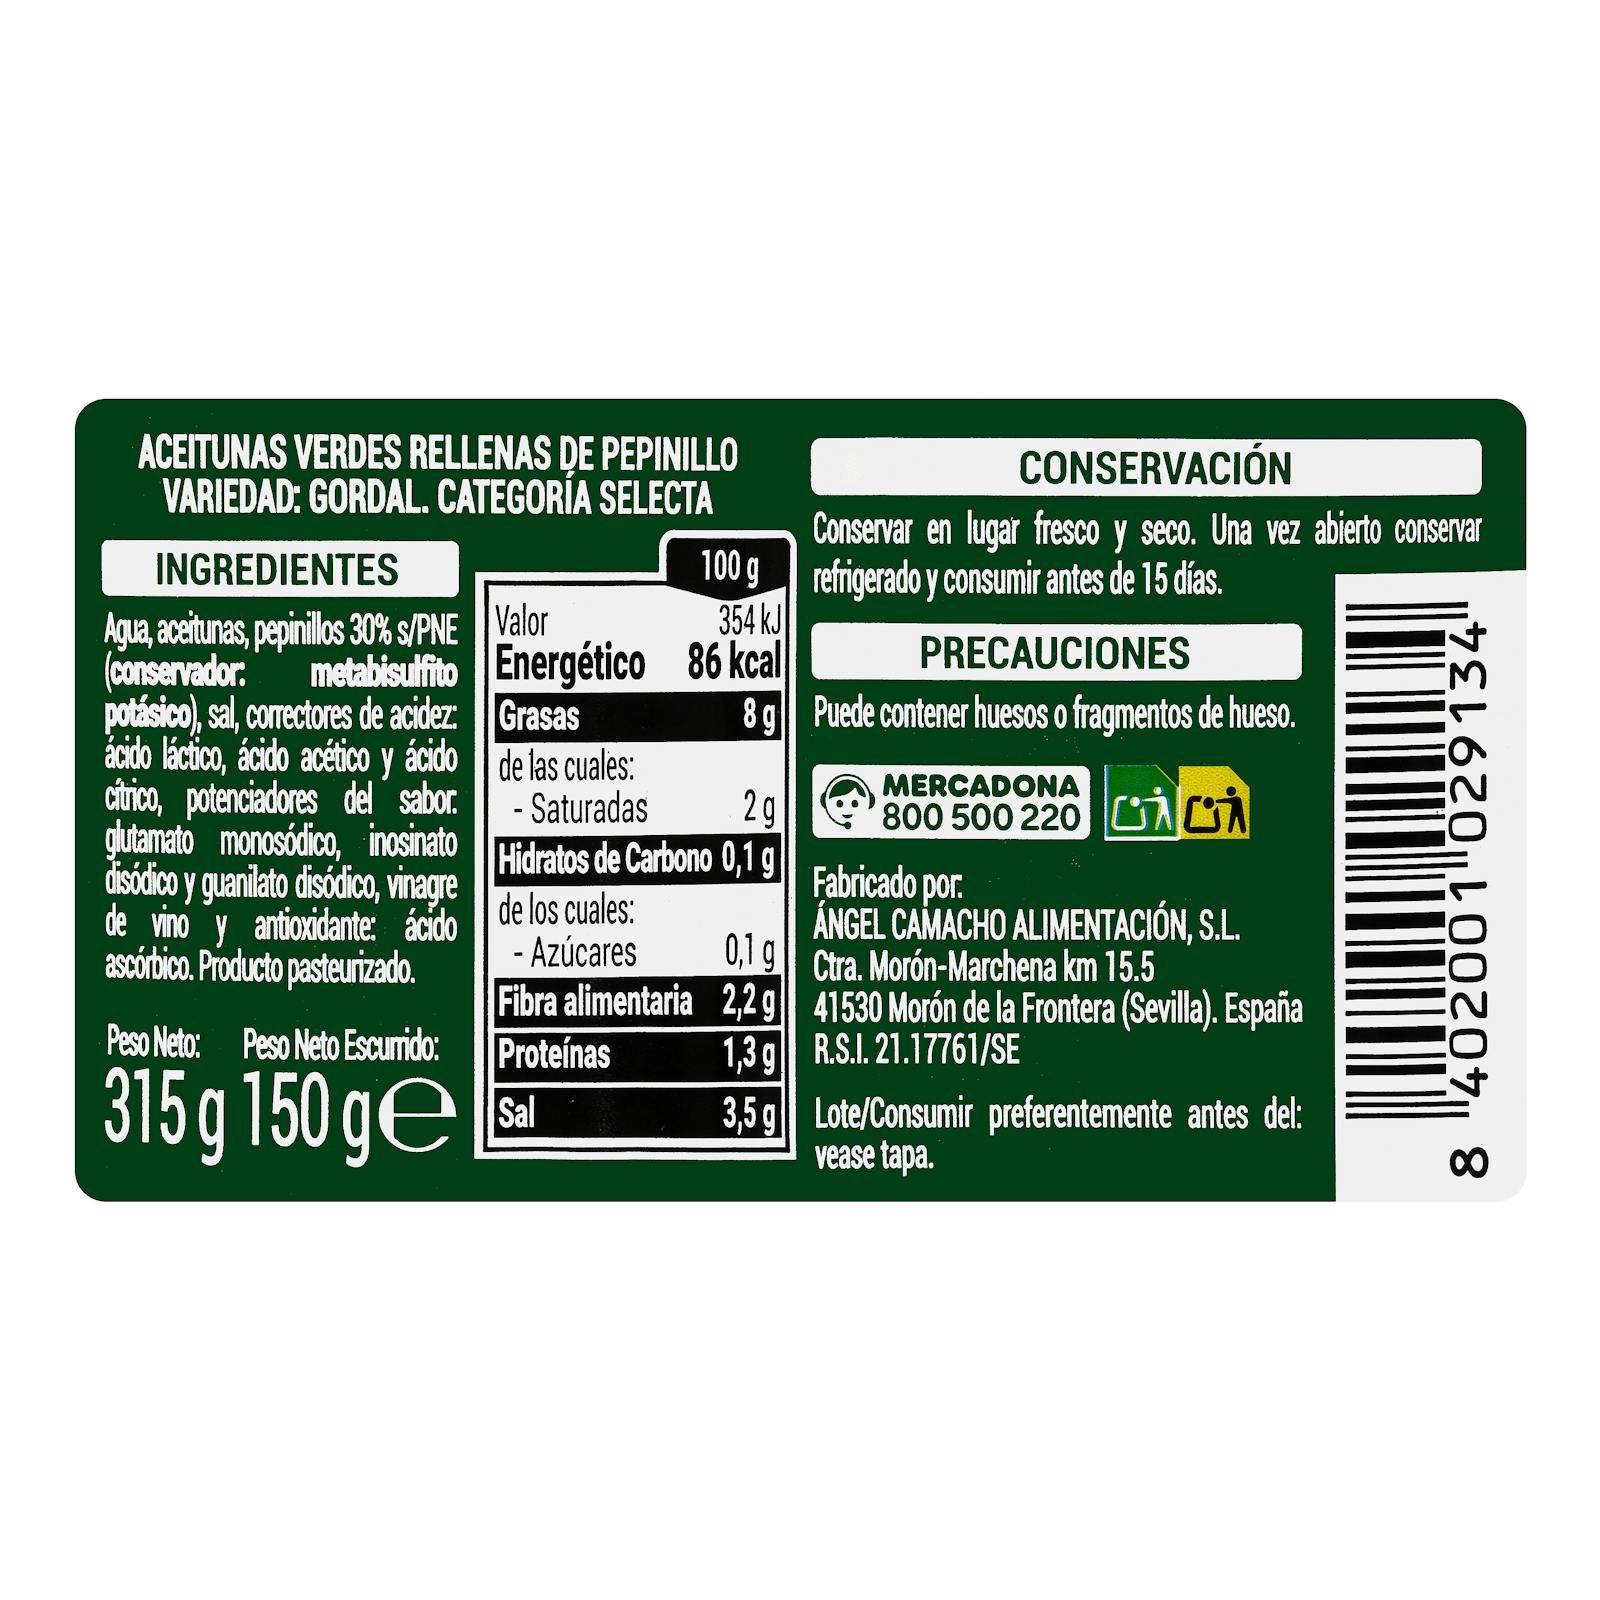 ACEITUNAS VERDES RELLENAS DE PEPINILLO
VARIEDAD: GORDAL. CATEGORÍA SELECTA
INGREDIENTES
Agua, aceitunas, pepinillos 30% s/PNE
(conservador: metabisulfito
potásico), sal, correctores de acidez:
ácido láctico, ácido acético y ácido
cítrico, potenciadores del sabor:
glutamato monosódico, inosinato
disódico y guanilato disódico, vinagre
de vino y antioxidante: ácido
ascórbico. Producto pasteurizado.
Peso Neto: Peso Neto Escurrido:
315 g 150 g e
100 g
Valor 354 kJ
Energético 86 kcal
Grasas 8 g
de las cuales:
- Saturadas 2 g
Hidratos de Carbono 0,1 g
de los cuales:
- Azúcares 0,1 g
Fibra alimentaria 2,2 g
Proteínas 1,3 g
Sal 3,5 g
CONSERVACIÓN
Conservar en lugar fresco y seco. Una vez abierto conservar
refrigerado y consumir antes de 15 días.
PRECAUCIONES
Puede contener huesos o fragmentos de hueso.
MERCADONA
800 500 220
Fabricado por:
ÁNGEL CAMACHO ALIMENTACIÓN, S.L.
Ctra. Morón-Marchena km 15.5
41530 Morón de la Frontera (Sevilla). España
R.S.I. 21.17761/SE
Lote/Consumir preferentemente antes del:
vease tapa.
8 402001 029134